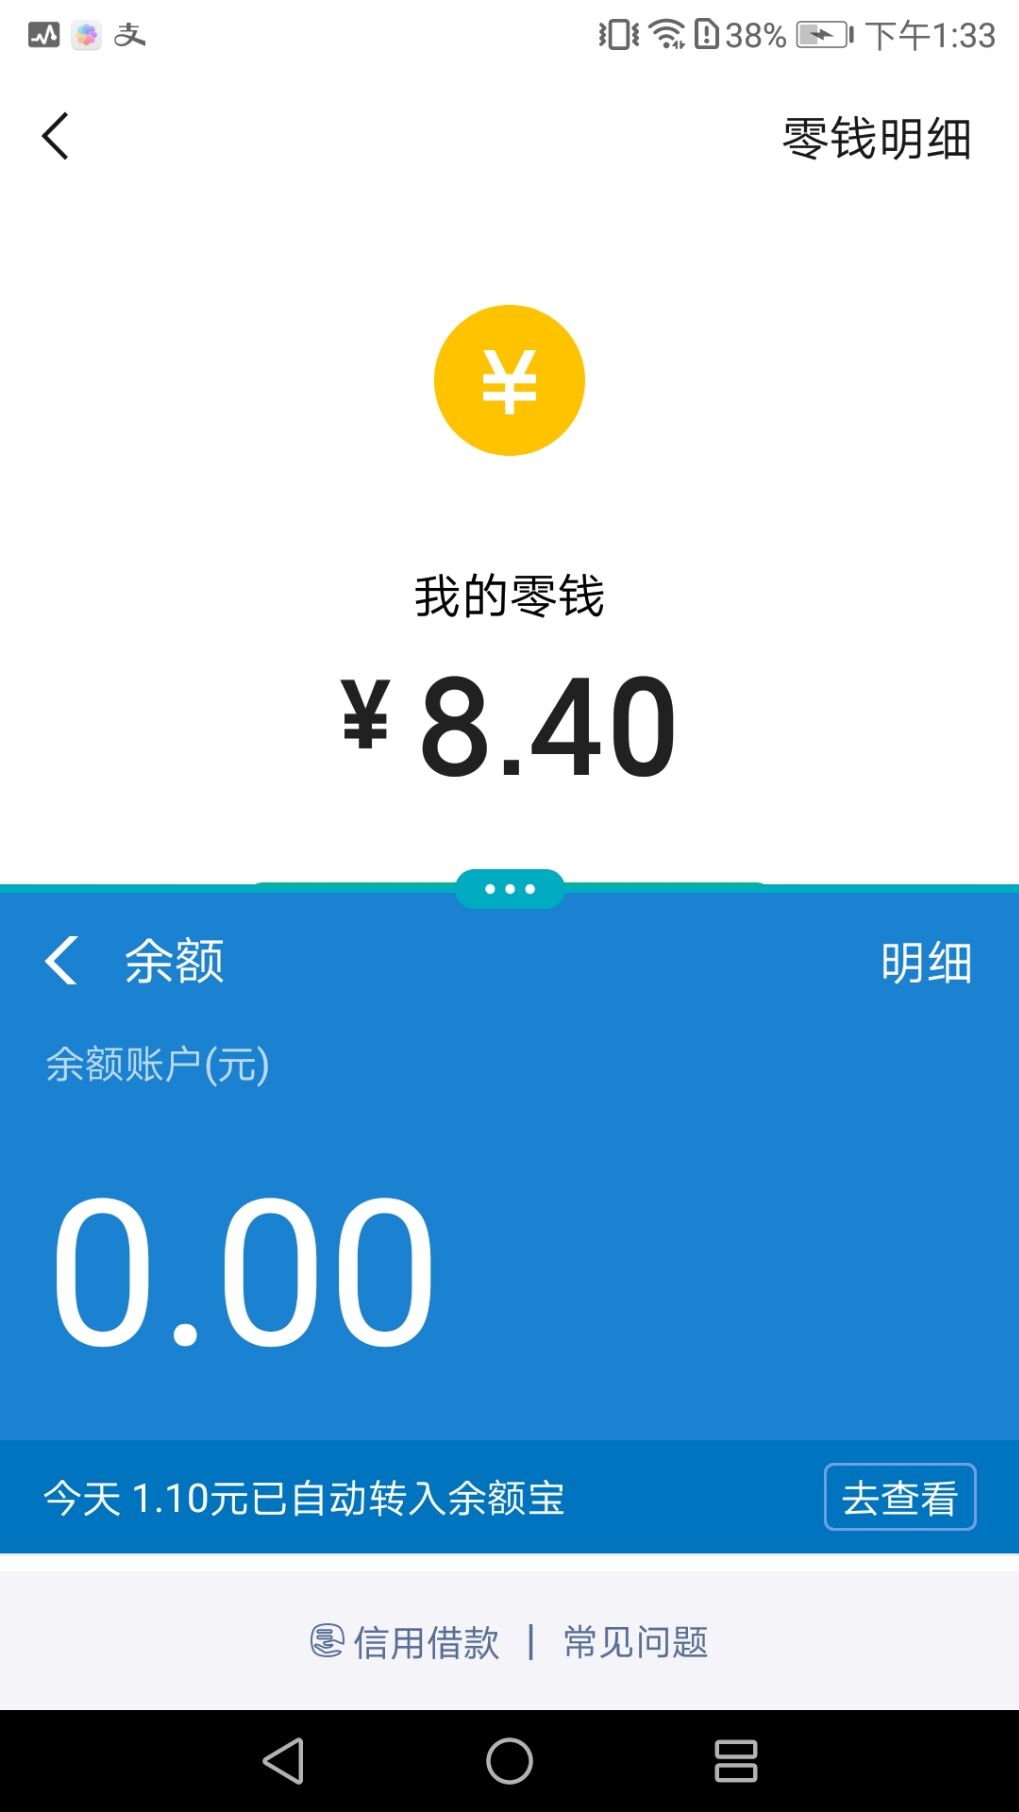 支 38% 下午1:33
零钱明细
¥
我的零钱
¥8.40
余额 明细
余额账户(元)
0.00
今天 1.10元已自动转入余额宝 去查看
信用借款 | 常见问题